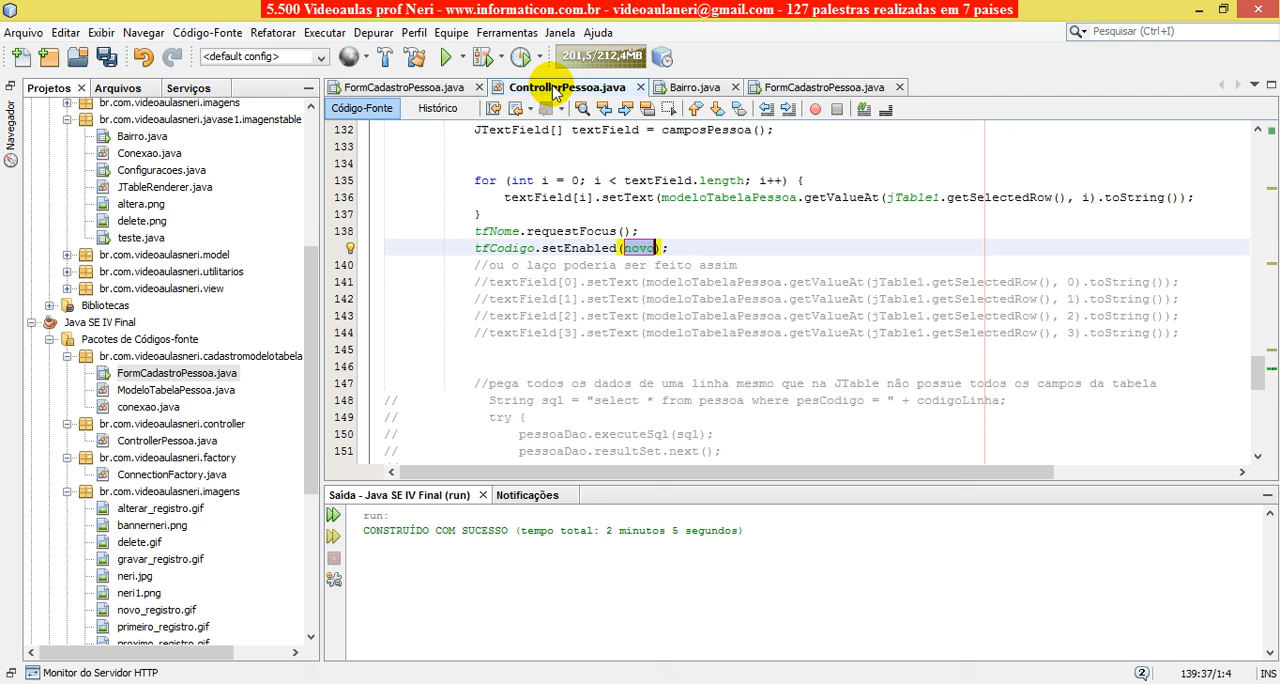 5.500 Videoaulas prof Neri - www.informaticon.com.br - videoaulaneri@gmail.com - 127 palestras realizadas em 7 paises
Arquivo Editar Exibir Navegar Código-Fonte Refatorar Executar Depurar Perfil Equipe Ferramentas Janela Ajuda
Pesquisar (Ctrl+I)
<default config> 201,5/212,4MB
Projetos Arquivos Serviços
FormCadastroPessoa.java ControllerPessoa.java Bairro.java FormCadastroPessoa.java
Código-Fonte Histórico
Navegador
br.com.videoaulasneri.imagens
br.com.videoaulasneri.javase1.imagenstable
Bairro.java
Conexao.java
Configuracoes.java
JTableRenderer.java
altera.png
delete.png
teste.java
br.com.videoaulasneri.model
br.com.videoaulasneri.utilitarios
br.com.videoaulasneri.view
Bibliotecas
Java SE IV Final
Pacotes de Códigos-fonte
br.com.videoaulasneri.cadastromodelotabela
FormCadastroPessoa.java
ModeloTabelaPessoa.java
conexao.java
br.com.videoaulasneri.controller
ControllerPessoa.java
br.com.videoaulasneri.factory
ConnectionFactory.java
br.com.videoaulasneri.imagens
alterar_registro.gif
bannerneri.png
delete.gif
gravar_registro.gif
neri.jpg
neri1.png
novo_registro.gif
primeiro_registro.gif
proximo_registro.gif
132 JTextField[] textField = camposPessoa();
133
134
135 for (int i = 0; i < textField.length; i++) {
136 textField[i].setText(modeloTabelaPessoa.getValueAt(jTable1.getSelectedRow(), i).toString());
137 }
138 tfNome.requestFocus();
tfCodigo.setEnabled(novo);
140 //ou o laço poderia ser feito assim
141 //textField[0].setText(modeloTabelaPessoa.getValueAt(jTable1.getSelectedRow(), 0).toString());
142 //textField[1].setText(modeloTabelaPessoa.getValueAt(jTable1.getSelectedRow(), 1).toString());
143 //textField[2].setText(modeloTabelaPessoa.getValueAt(jTable1.getSelectedRow(), 2).toString());
144 //textField[3].setText(modeloTabelaPessoa.getValueAt(jTable1.getSelectedRow(), 3).toString());
145
146
147 //pega todos os dados de uma linha mesmo que na JTable não possue todos os campos da tabela
148 // String sql = "select * from pessoa where pesCodigo = " + codigoLinha;
149 // try {
150 // pessoaDao.executeSql(sql);
151 // pessoaDao.resultSet.next();
Saída - Java SE IV Final (run) Notificações
run:
CONSTRUÍDO COM SUCESSO (tempo total: 2 minutos 5 segundos)
Monitor do Servidor HTTP 2 139:37/1:4 INS